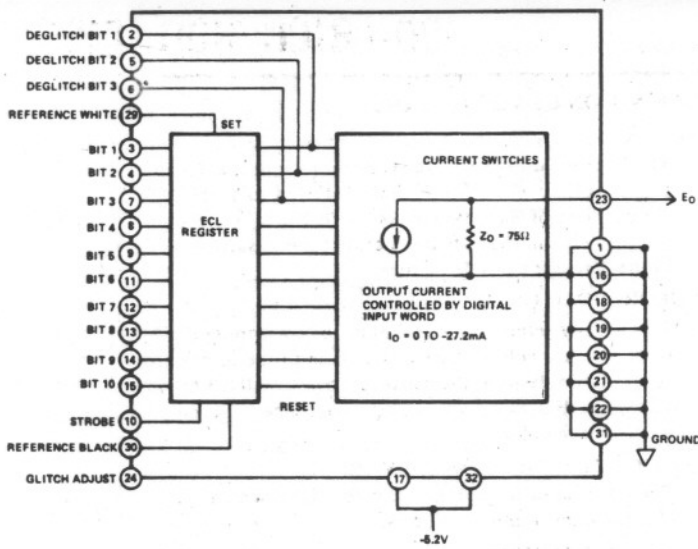 DEGLITCH BIT 1 2
DEGLITCH BIT 2 5
DEGLITCH BIT 3 6
REFERENCE WHITE 29
SET
BIT 1 3
BIT 2 4
BIT 3 7
BIT 4 8
BIT 5 9
BIT 6 11
BIT 7 12
BIT 8 13
BIT 9 14
BIT 10 15
STROBE 10
REFERENCE BLACK 30
GLITCH ADJUST 24
ECL
REGISTER
RESET
CURRENT SWITCHES
ZO = 75Ω
OUTPUT CURRENT
CONTROLLED BY DIGITAL
INPUT WORD
IO = 0 TO -27.2mA
23 EO
1
16
18
19
20
21
22
31
GROUND
17 32
-5.2V